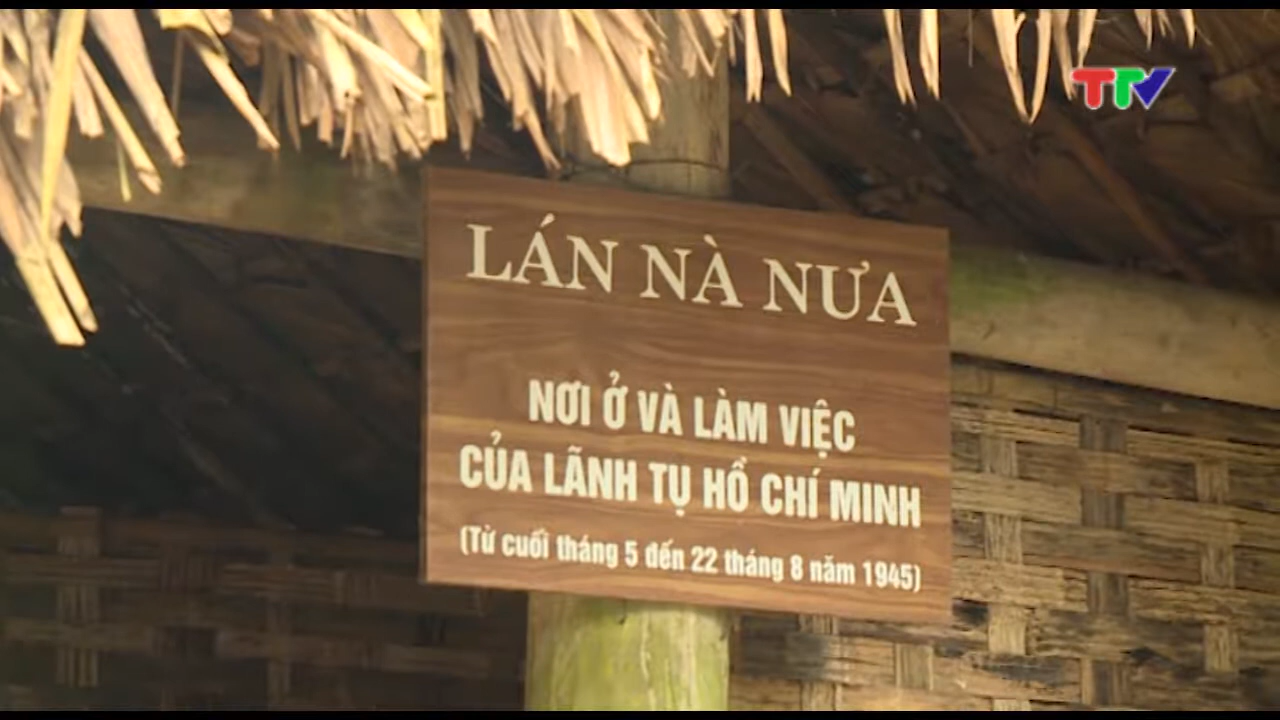 TTV
LÁN NÀ NƯA
NƠI Ở VÀ LÀM VIỆC
CỦA LÃNH TỤ HỒ CHÍ MINH
(Từ cuối tháng 5 đến 22 tháng 8 năm 1945)